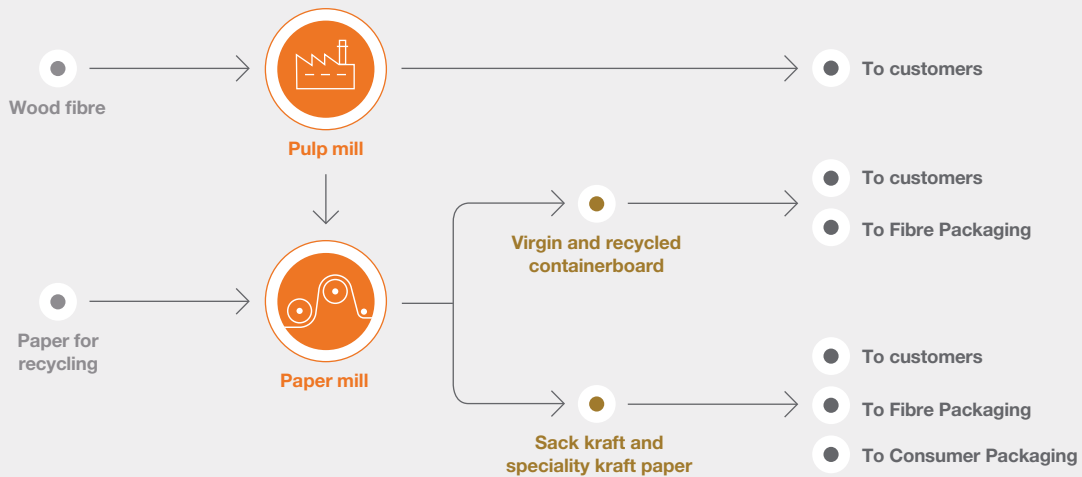 To customers
Wood fibre
Pulp mill
To customers
To Fibre Packaging
Virgin and recycled
containerboard
Paper for
recycling
Paper mill
To customers
To Fibre Packaging
Sack kraft and
speciality kraft paper
To Consumer Packaging